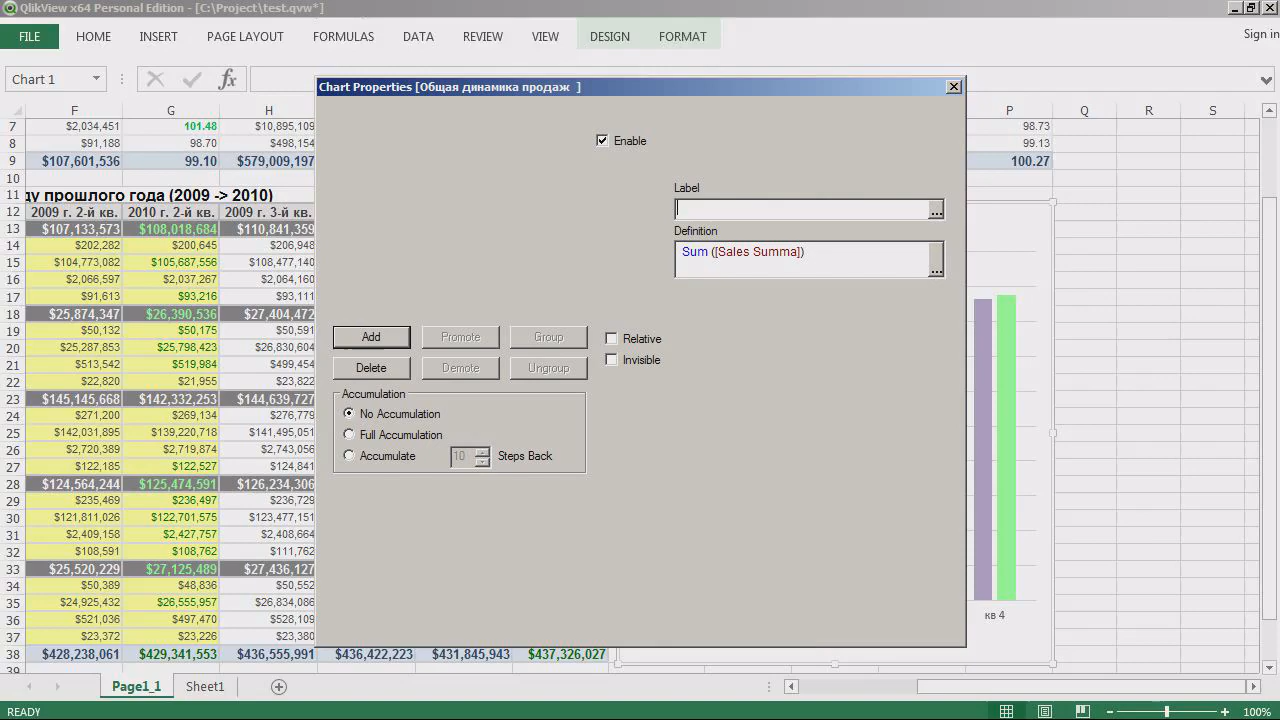 QlikView x64 Personal Edition - [C:\Project\test.qvw*]
FILE HOME INSERT PAGE LAYOUT FORMULAS DATA REVIEW VIEW DESIGN FORMAT Sign in
Chart 1 fx
Chart Properties [Общая динамика продаж ]
F G H P Q R S
7 $2,034,451 101.48 $10,895,109 98.73
8 $91,188 98.70 $498,154 99.13
9 $107,601,536 99.10 $579,009,197 100.27
10
11 ду прошлого года (2009 -> 2010)
12 2009 г. 2-й кв. 2010 г. 2-й кв. 2009 г. 3-й кв.
13 $107,133,573 $108,018,684 $110,841,359
14 $202,282 $200,645 $206,948
15 $104,773,082 $105,687,556 $108,477,140
16 $2,066,597 $2,037,267 $2,064,160
17 $91,613 $93,216 $93,111
18 $25,874,347 $26,390,536 $27,404,472
19 $50,132 $50,175 $50,591
20 $25,287,853 $25,798,423 $26,830,604
21 $513,542 $519,984 $499,454
22 $22,820 $21,955 $23,822
23 $145,145,668 $142,332,253 $144,639,727
24 $271,200 $269,134 $276,779
25 $142,031,895 $139,220,718 $141,495,051
26 $2,720,389 $2,719,874 $2,743,056
27 $122,185 $122,527 $124,841
28 $124,564,244 $125,474,591 $126,234,306
29 $235,469 $236,497 $236,729
30 $121,811,026 $122,701,575 $123,477,151
31 $2,409,158 $2,427,757 $2,408,664
32 $108,591 $108,762 $111,762
33 $25,520,229 $27,125,489 $27,436,127
34 $50,389 $48,836 $50,552
35 $24,925,432 $26,555,957 $26,834,086
36 $521,036 $497,470 $528,109
37 $23,372 $23,226 $23,380
38 $428,238,061 $429,341,553 $436,555,991 $436,422,223 $431,845,943 $437,326,027
39
Enable
Label
...
Definition
Sum ([Sales Summa])
...
Add Promote Group Relative
Delete Demote Ungroup Invisible
Accumulation
No Accumulation
Full Accumulation
Accumulate 10 Steps Back
кв 4
Page1_1 Sheet1
READY 100%